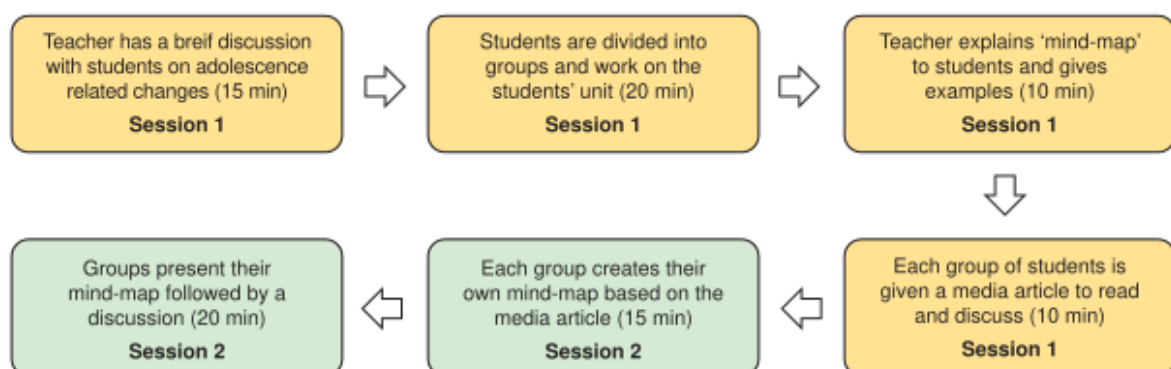 Teacher has a breif discussion
with students on adolescence
related changes (15 min)
Session 1
Students are divided into
groups and work on the
students' unit (20 min)
Session 1
Teacher explains 'mind-map'
to students and gives
examples (10 min)
Session 1
Each group of students is
given a media article to read
and discuss (10 min)
Session 1
Each group creates their
own mind-map based on the
media article (15 min)
Session 2
Groups present their
mind-map followed by a
discussion (20 min)
Session 2